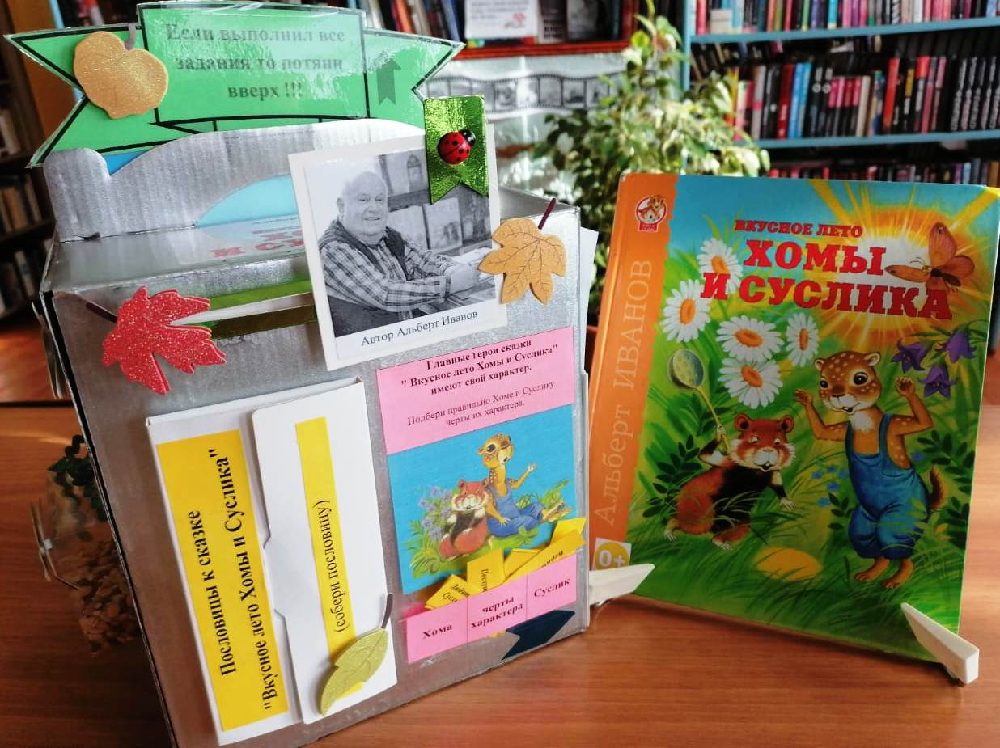 Если выполнил все
задания,то потяни
вверх !!!
Автор Альберт Иванов
Главные герои сказки
" Вкусное лето Хомы и Суслика"
имеют свой характер.
Подбери правильно Хоме и Суслику
черты их характера.
Хома
черты
характера
Суслик
Пословицы к сказке
"Вкусное лето Хомы и Суслика"
(собери пословицу)
ВКУСНОЕ ЛЕТО
ХОМЫ
И СУСЛИКА
АЛЬБЕРТ ИВАНОВ
0+